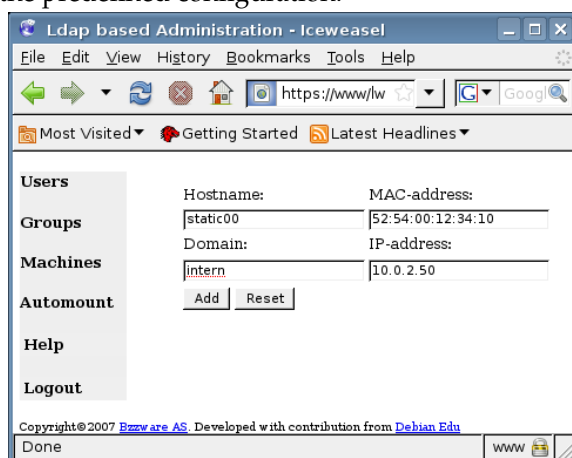 the predefined configuration.
Ldap based Administration - Iceweasel
File Edit View History Bookmarks Tools Help
https://www/lw G Googl
Most Visited Getting Started Latest Headlines
Users
Groups
Machines
Automount
Help
Logout
Hostname: MAC-address:
static00 52:54:00:12:34:10
Domain: IP-address:
intern 10.0.2.50
Add Reset
Copyright©2007 Bzzware AS. Developed with contribution from Debian Edu
Done www